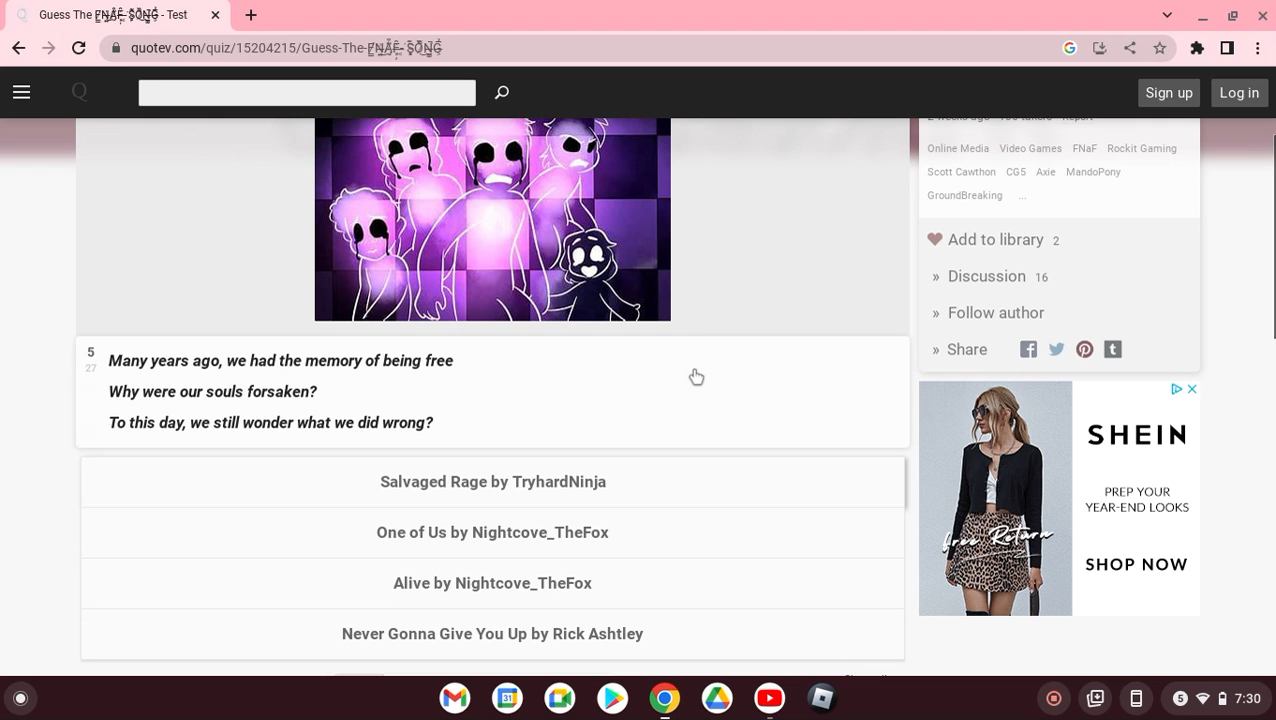 Guess The F̴N̴A̴F̴ S̴O̴N̴G̴ - Test
quotev.com/quiz/15204215/Guess-The-F̴N̴A̴F̴-S̴O̴N̴G̴
Q
Sign up
Log in
Online Media Video Games FNaF Rockit Gaming
Scott Cawthon CG5 Axie MandoPony
GroundBreaking ...
Add to library 2
» Discussion 16
» Follow author
» Share
5
27
Many years ago, we had the memory of being free
Why were our souls forsaken?
To this day, we still wonder what we did wrong?
Salvaged Rage by TryhardNinja
One of Us by Nightcove_TheFox
Alive by Nightcove_TheFox
Never Gonna Give You Up by Rick Ashtley
SHEIN
PREP YOUR
YEAR-END LOOKS
free Return
SHOP NOW
31
5
7:30